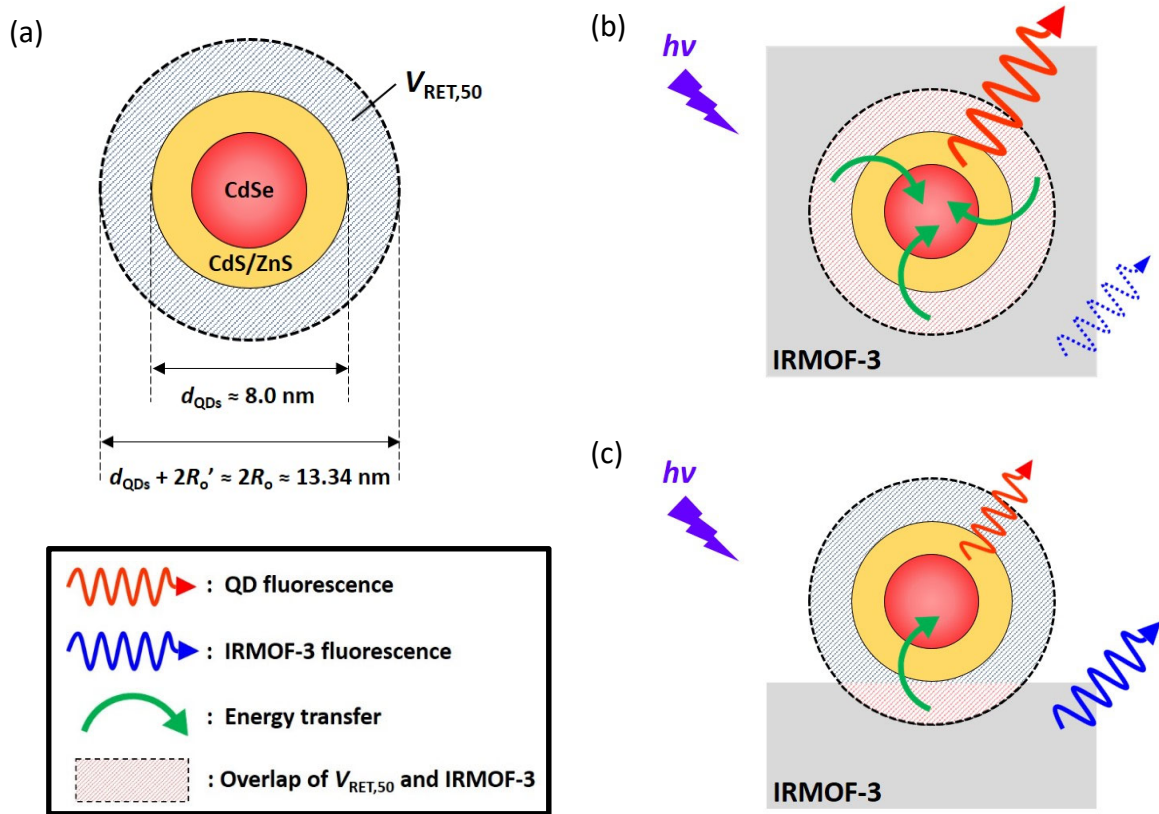 (a)
V_RET,50
CdSe
CdS/ZnS
d_QDs ≈ 8.0 nm
d_QDs + 2R_o' ≈ 2R_o ≈ 13.34 nm
: QD fluorescence
: IRMOF-3 fluorescence
: Energy transfer
: Overlap of V_RET,50 and IRMOF-3
(b)
hν
IRMOF-3
(c)
hν
IRMOF-3